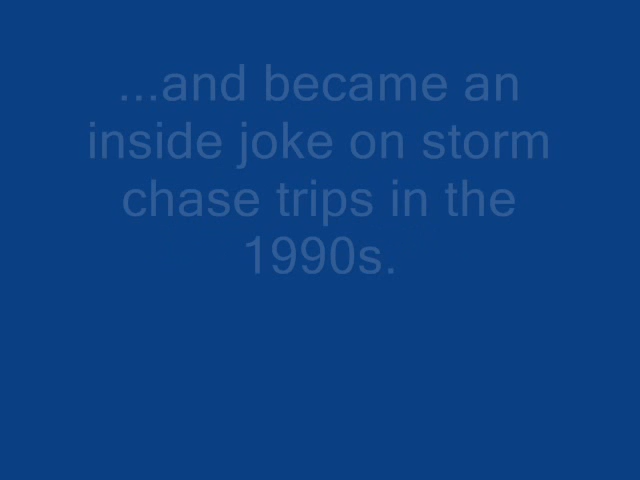 ...and became an
inside joke on storm
chase trips in the
1990s.